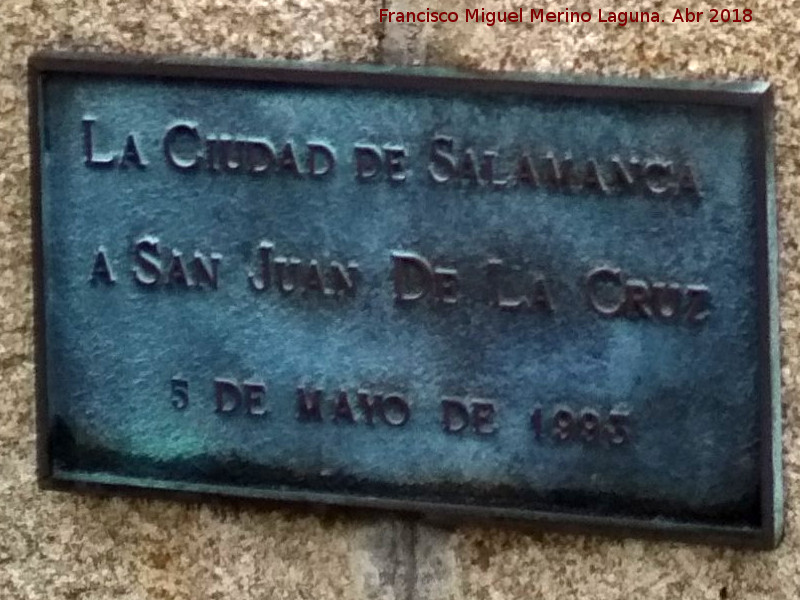 Francisco Miguel Merino Laguna. Abr 2018
LA CIUDAD DE SALAMANCA
A SAN JUAN DE LA CRUZ
5 DE MAYO DE 1993